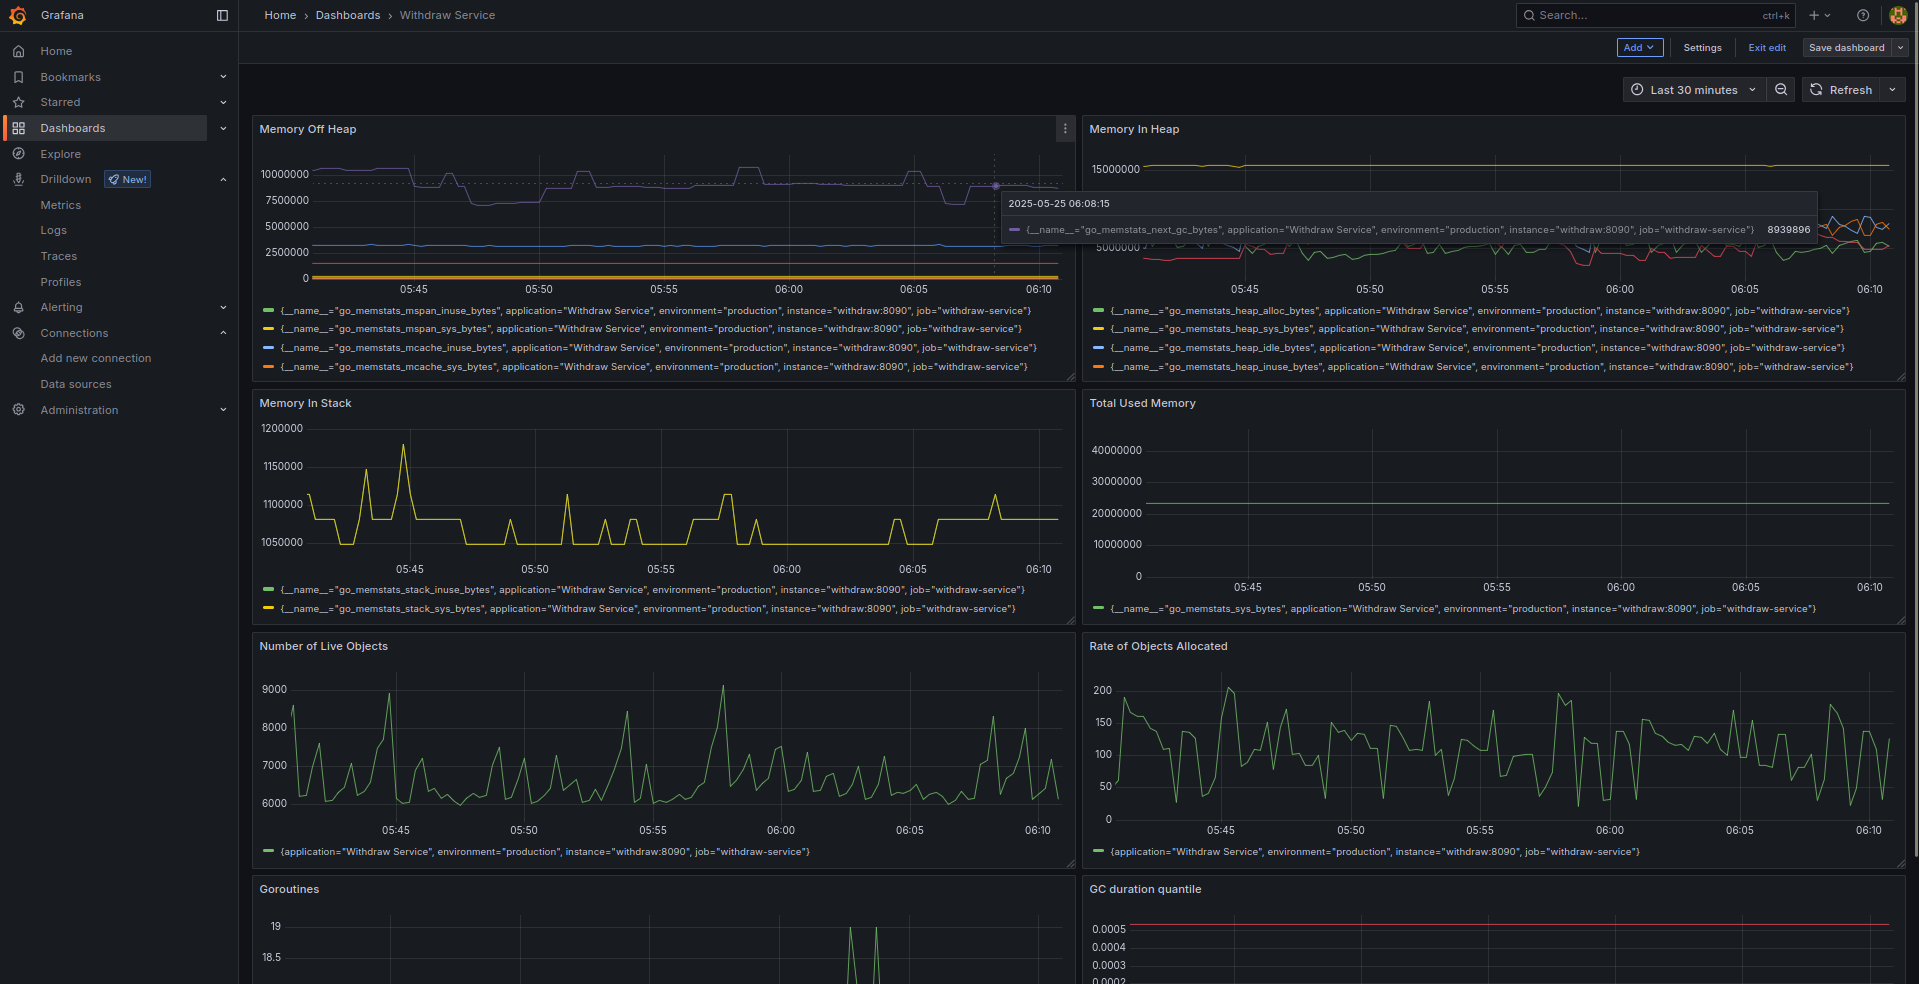 Grafana
Home › Dashboards › Withdraw Service
Search...
ctrl+k
Home
Bookmarks
Starred
Dashboards
Explore
Drilldown
New!
Metrics
Logs
Traces
Profiles
Alerting
Connections
Add new connection
Data sources
Administration
Add
Settings
Exit edit
Save dashboard
Last 30 minutes
Refresh
Memory Off Heap
10000000
7500000
5000000
2500000
0
05:45 05:50 05:55 06:00 06:05 06:10
{__name__="go_memstats_mspan_inuse_bytes", application="Withdraw Service", environment="production", instance="withdraw:8090", job="withdraw-service"}
{__name__="go_memstats_mspan_sys_bytes", application="Withdraw Service", environment="production", instance="withdraw:8090", job="withdraw-service"}
{__name__="go_memstats_mcache_inuse_bytes", application="Withdraw Service", environment="production", instance="withdraw:8090", job="withdraw-service"}
{__name__="go_memstats_mcache_sys_bytes", application="Withdraw Service", environment="production", instance="withdraw:8090", job="withdraw-service"}
Memory In Heap
15000000
2025-05-25 06:08:15
{__name__="go_memstats_next_gc_bytes", application="Withdraw Service", environment="production", instance="withdraw:8090", job="withdraw-service"} 8939896
5000000
05:45 05:50 05:55 06:00 06:05 06:10
{__name__="go_memstats_heap_alloc_bytes", application="Withdraw Service", environment="production", instance="withdraw:8090", job="withdraw-service"}
{__name__="go_memstats_heap_sys_bytes", application="Withdraw Service", environment="production", instance="withdraw:8090", job="withdraw-service"}
{__name__="go_memstats_heap_idle_bytes", application="Withdraw Service", environment="production", instance="withdraw:8090", job="withdraw-service"}
{__name__="go_memstats_heap_inuse_bytes", application="Withdraw Service", environment="production", instance="withdraw:8090", job="withdraw-service"}
Memory In Stack
1200000
1150000
1100000
1050000
05:45 05:50 05:55 06:00 06:05 06:10
{__name__="go_memstats_stack_inuse_bytes", application="Withdraw Service", environment="production", instance="withdraw:8090", job="withdraw-service"}
{__name__="go_memstats_stack_sys_bytes", application="Withdraw Service", environment="production", instance="withdraw:8090", job="withdraw-service"}
Total Used Memory
40000000
30000000
20000000
10000000
0
05:45 05:50 05:55 06:00 06:05 06:10
{__name__="go_memstats_sys_bytes", application="Withdraw Service", environment="production", instance="withdraw:8090", job="withdraw-service"}
Number of Live Objects
9000
8000
7000
6000
05:45 05:50 05:55 06:00 06:05 06:10
{application="Withdraw Service", environment="production", instance="withdraw:8090", job="withdraw-service"}
Rate of Objects Allocated
200
150
100
50
0
05:45 05:50 05:55 06:00 06:05 06:10
{application="Withdraw Service", environment="production", instance="withdraw:8090", job="withdraw-service"}
Goroutines
19
18.5
GC duration quantile
0.0005
0.0004
0.0003
0.0002